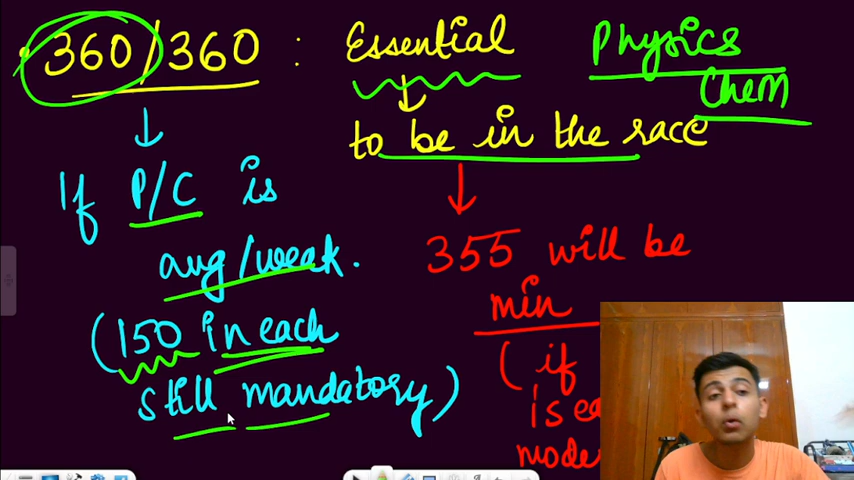 360/360 : Essential Physics
Chem
to be in the race
If P/C is
avg/weak.
(150 in each
still mandatory)
355 will be
min
(if
is